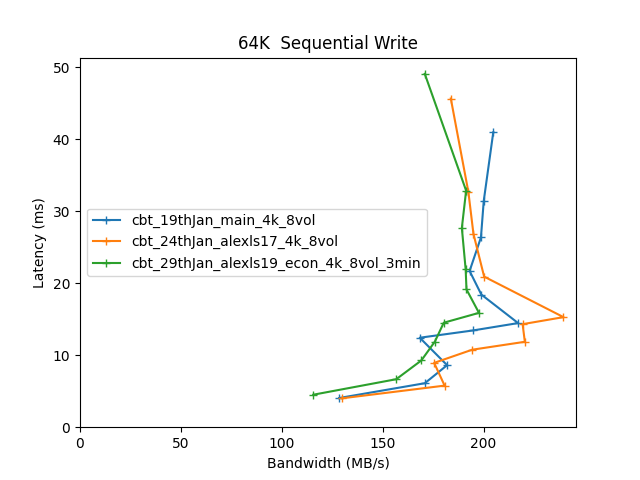 64K  Sequential Write
50
40
30
20
10
0
Latency (ms)
cbt_19thJan_main_4k_8vol
cbt_24thJan_alexls17_4k_8vol
cbt_29thJan_alexls19_econ_4k_8vol_3min
0 50 100 150 200
Bandwidth (MB/s)